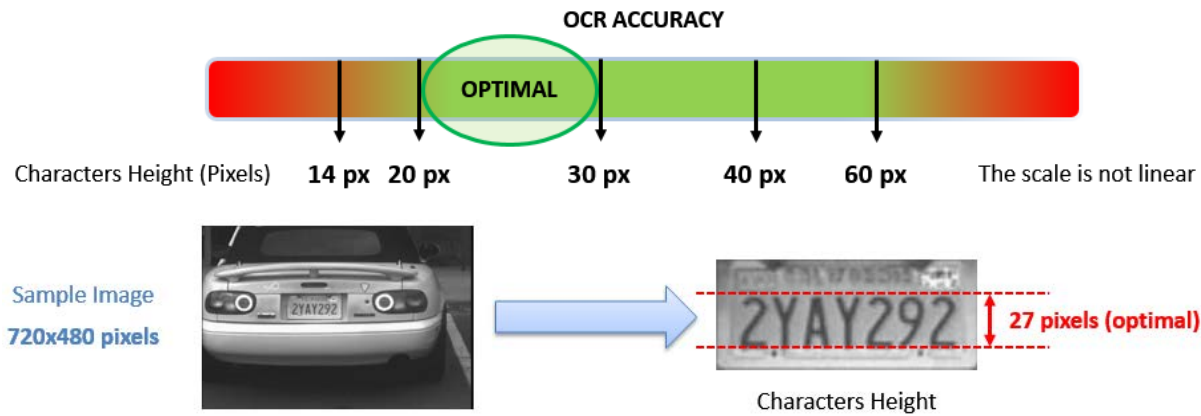 OCR ACCURACY
OPTIMAL
Characters Height (Pixels) 14 px 20 px 30 px 40 px 60 px The scale is not linear
Sample Image
720x480 pixels
2YAY292
2YAY292
27 pixels (optimal)
Characters Height